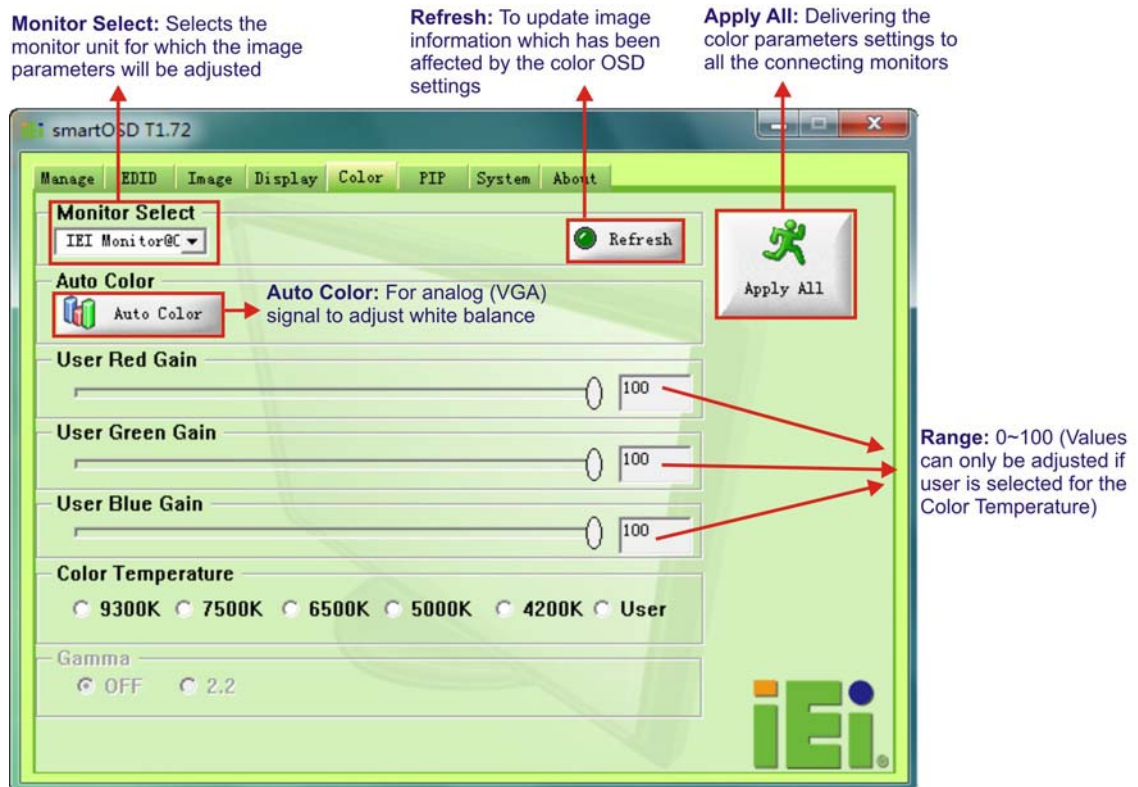 Monitor Select: Selects the
monitor unit for which the image
parameters will be adjusted
Refresh: To update image
information which has been
affected by the color OSD
settings
Apply All: Delivering the
color parameters settings to
all the connecting monitors
iEi smartOSD T1.72
Manage EDID Image Display Color PIP System About
Monitor Select
IEI Monitor@C
Refresh
Apply All
Auto Color
Auto Color
Auto Color: For analog (VGA)
signal to adjust white balance
User Red Gain
100
User Green Gain
100
User Blue Gain
100
Range: 0~100 (Values
can only be adjusted if
user is selected for the
Color Temperature)
Color Temperature
9300K 7500K 6500K 5000K 4200K User
Gamma
OFF 2.2
iEi®